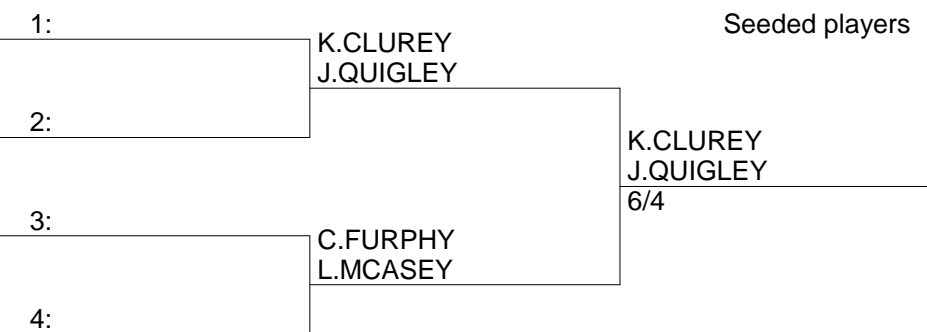 1:
Seeded players
K.CLUREY
J.QUIGLEY
2:
K.CLUREY
J.QUIGLEY
6/4
3:
C.FURPHY
L.MCASEY
4: